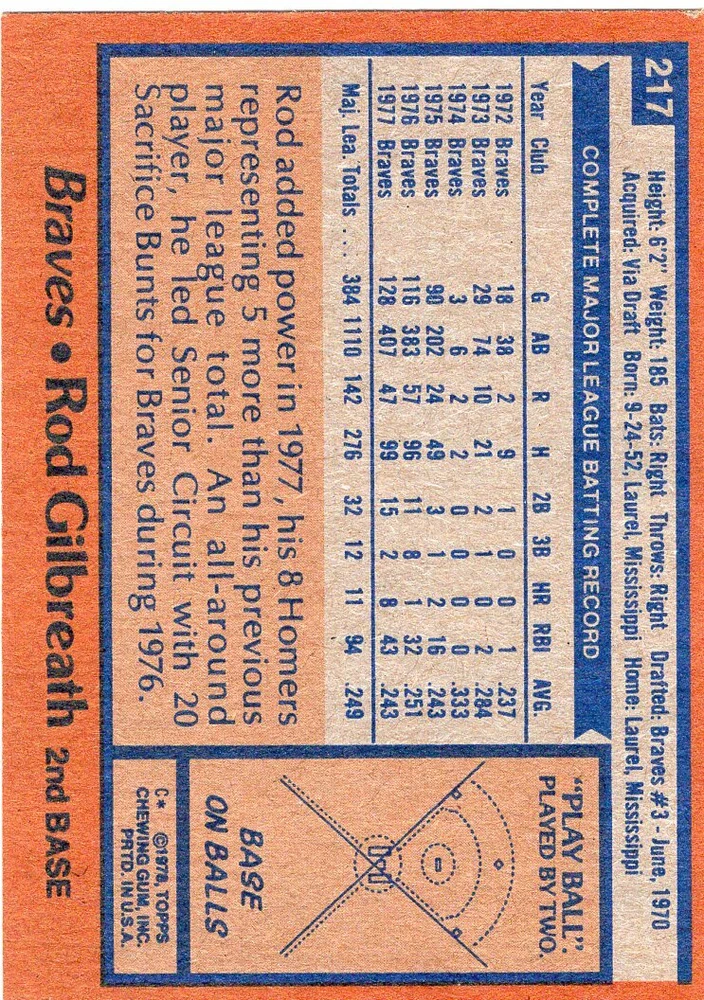 217
Height: 6'2" Weight: 185 Bats: Right Throws: Right Drafted: Braves #3 - June, 1970
Acquired: Via Draft Born: 9-24-52, Laurel, Mississippi Home: Laurel, Mississippi
COMPLETE MAJOR LEAGUE BATTING RECORD
Year Club G AB R H 2B 3B HR RBI AVG.
1972 Braves 18 38 2 9 1 0 0 1 .237
1973 Braves 29 74 10 21 2 1 0 2 .284
1974 Braves 3 6 2 2 0 0 0 0 .333
1975 Braves 90 202 24 49 3 1 2 16 .243
1976 Braves 116 383 57 96 11 8 1 32 .251
1977 Braves 128 407 47 99 15 2 8 43 .243
Maj. Lea. Totals . . . 384 1110 142 276 32 12 11 94 .249
Rod added power in 1977, his 8 Homers
representing 5 more than his previous
major league total. An all-around
player, he led Senior Circuit with 20
Sacrifice Bunts for Braves during 1976.
"PLAY BALL".
PLAYED BY TWO.
BASE
ON BALLS
C* ©1978, TOPPS
CHEWING GUM, INC.
PRTD. IN U.S.A.
Braves • Rod Gilbreath 2nd BASE